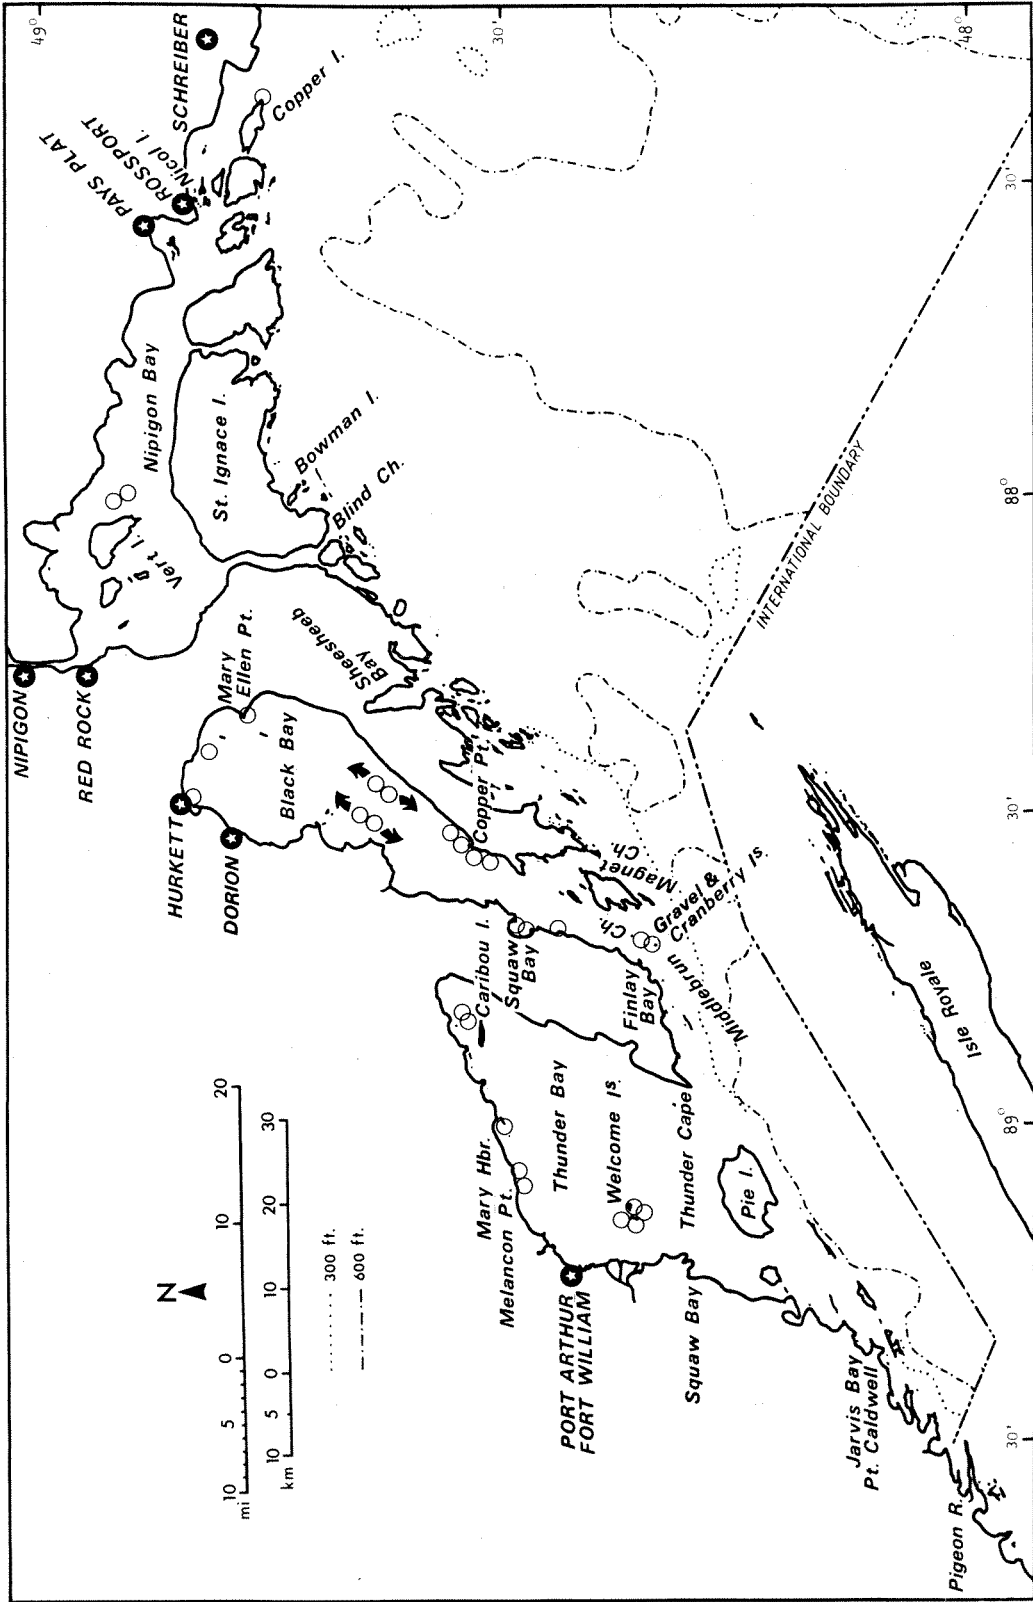 49°
30'
48°
SCHREIBER
Copper I.
ROSSPORT
Nicol I.
PAYS PLAT
30'
Nipigon Bay
St. Ignace I.
Bowman I.
Blind Ch.
Vert I.
88°
INTERNATIONAL BOUNDARY
NIPIGON
RED ROCK
Mary
Ellen Pt.
Sheesheeb
Bay
HURKETT
DORION
Black Bay
Copper Pt.
Magnet
Ch.
30'
Gravel &
Cranberry Is.
Middlebrun Ch.
Caribou I.
Squaw
Bay
Finlay
Bay
Isle Royale
89°
Mary Hbr.
Melancon Pt.
Thunder Bay
Welcome Is.
Thunder Cape
Pie I.
PORT ARTHUR
FORT WILLIAM
Squaw Bay
Jarvis Bay
Pt. Caldwell
Pigeon R.
30'
N
300 ft.
600 ft.
10 5 0 10 20
mi
10 5 0 10 20 30
km